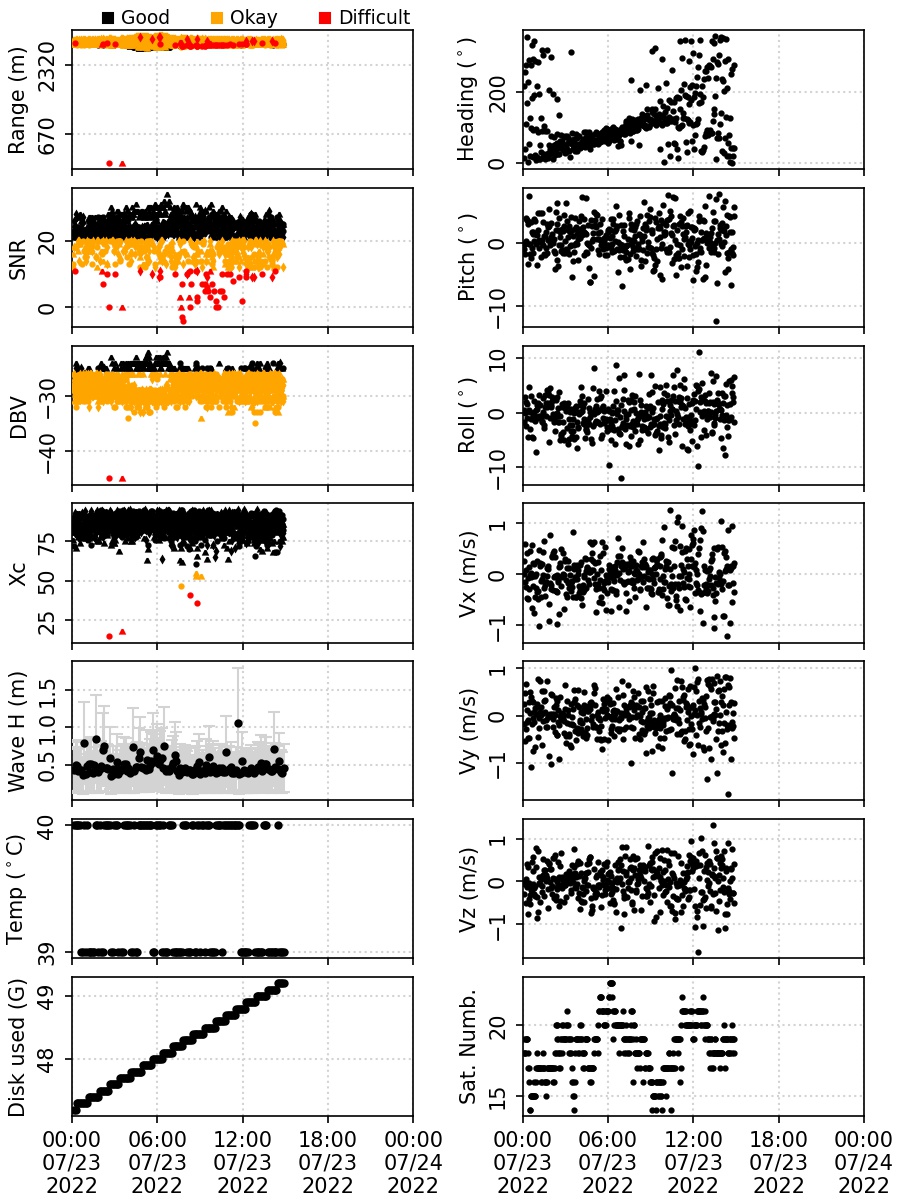 Good Okay Difficult
Range (m)
2320
670
Heading (°)
200
0
SNR
20
0
Pitch (°)
0
−10
DBV
−30
−40
Roll (°)
10
0
−10
Xc
75
50
25
Vx (m/s)
1
0
−1
Wave H (m)
1.5
1.0
0.5
Vy (m/s)
1
0
−1
Temp (°C)
40
39
Vz (m/s)
1
0
−1
Disk used (G)
49
48
Sat. Numb.
20
15
00:00 06:00 12:00 18:00 00:00
07/23 07/23 07/23 07/23 07/24
2022 2022 2022 2022 2022
00:00 06:00 12:00 18:00 00:00
07/23 07/23 07/23 07/23 07/24
2022 2022 2022 2022 2022